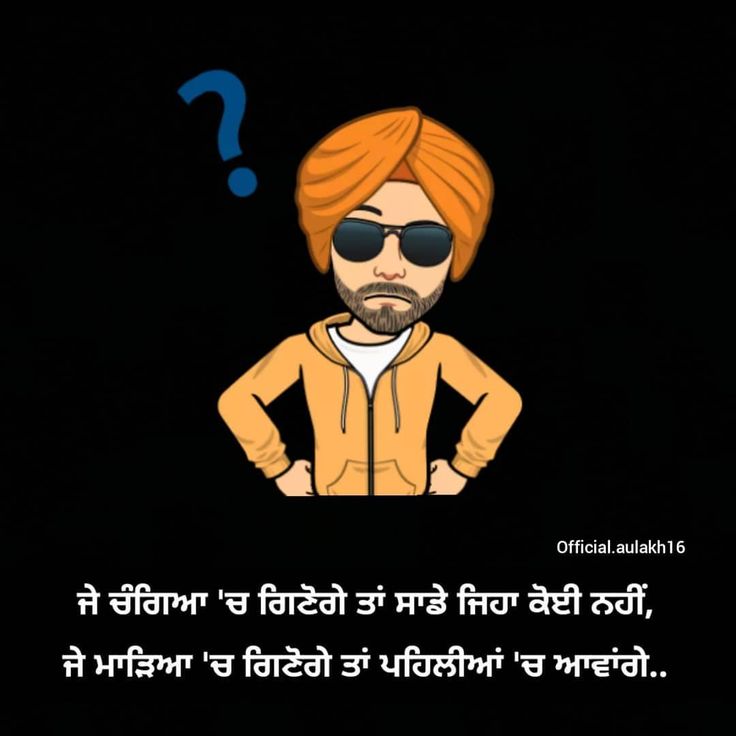 Official.aulakh16
ਜੇ ਚੰਗਿਆ 'ਚ ਗਿਣੋਗੇ ਤਾਂ ਸਾਡੇ ਜਿਹਾ ਕੋਈ ਨਹੀਂ,
ਜੇ ਮਾੜਿਆ 'ਚ ਗਿਣੋਗੇ ਤਾਂ ਪਹਿਲੀਆਂ 'ਚ ਆਵਾਂਗੇ..